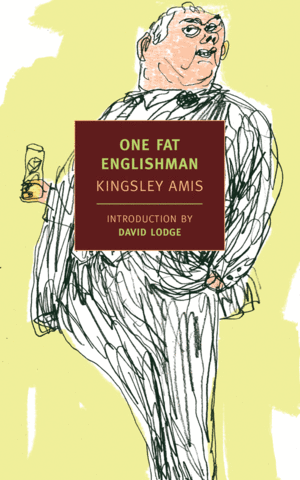 ONE FAT
ENGLISHMAN
KINGSLEY AMIS
INTRODUCTION BY
DAVID LODGE